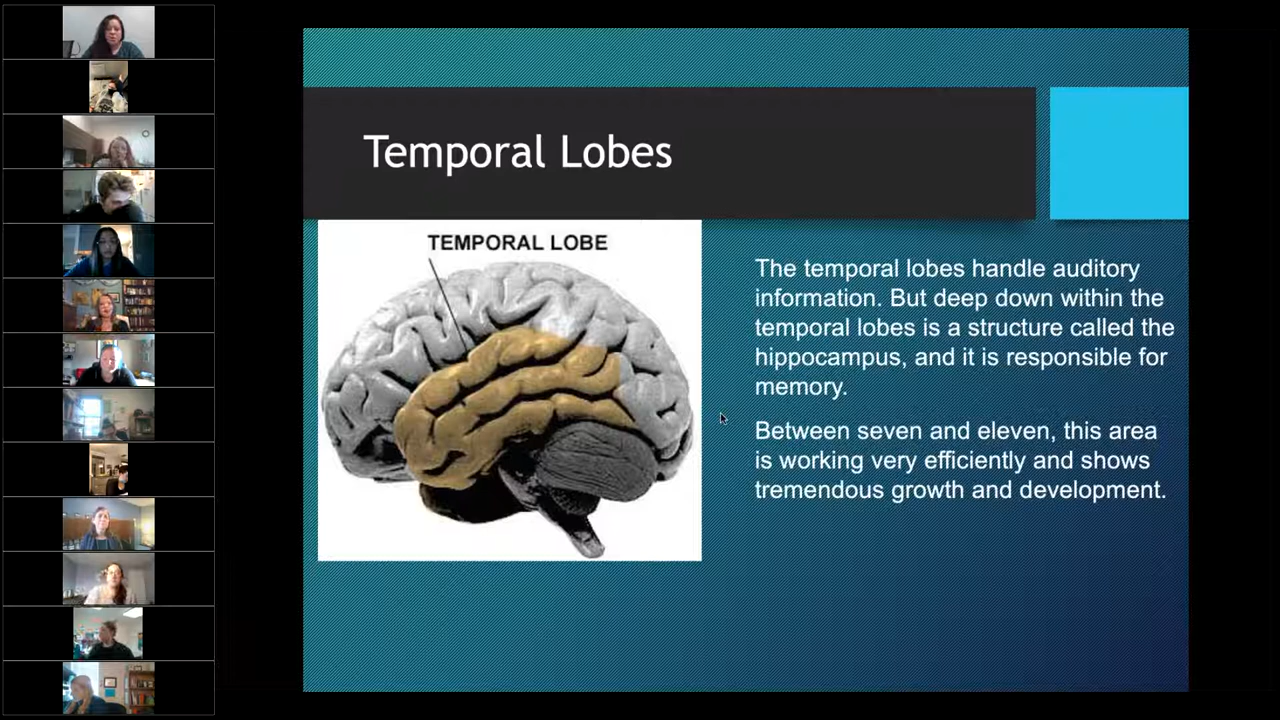 Temporal Lobes
TEMPORAL LOBE
The temporal lobes handle auditory
information. But deep down within the
temporal lobes is a structure called the
hippocampus, and it is responsible for
memory.
Between seven and eleven, this area
is working very efficiently and shows
tremendous growth and development.